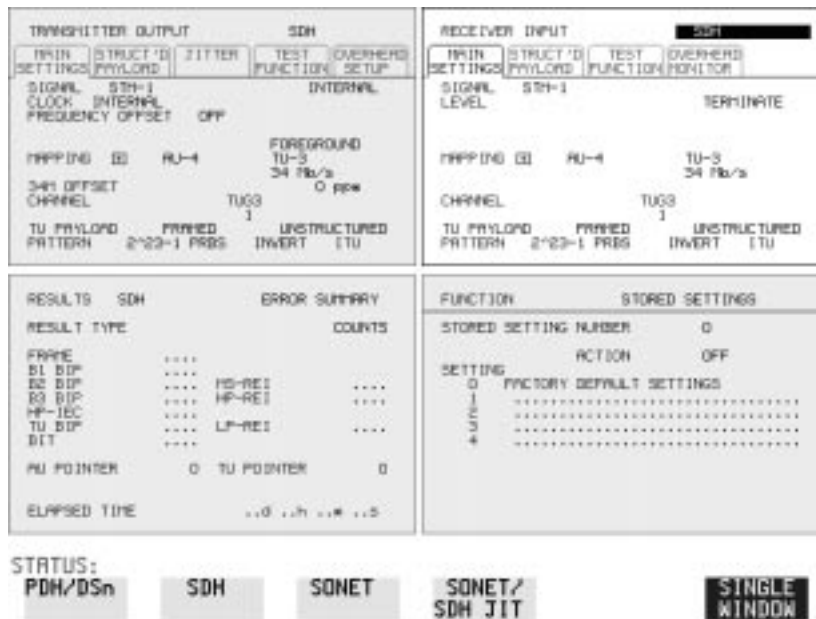 TRANSMITTER OUTPUT SDH
MAIN SETTINGS STRUCT'D PAYLOAD JITTER TEST FUNCTION OVERHEAD SETUP
SIGNAL STM-1 INTERNAL
CLOCK INTERNAL
FREQUENCY OFFSET OFF
FOREGROUND
MAPPING AU-4 TU-3
34 Mb/s
34M OFFSET 0 ppm
CHANNEL TUG3
1
TU PAYLOAD FRAMED UNSTRUCTURED
PATTERN 2^23-1 PRBS INVERT ITU
RECEIVER INPUT SDH
MAIN SETTINGS STRUCT'D PAYLOAD TEST FUNCTION OVERHEAD MONITOR
SIGNAL STM-1
LEVEL TERMINATE
MAPPING AU-4 TU-3
34 Mb/s
CHANNEL TUG3
1
TU PAYLOAD FRAMED UNSTRUCTURED
PATTERN 2^23-1 PRBS INVERT ITU
RESULTS SDH ERROR SUMMARY
RESULT TYPE COUNTS
FRAME ....
B1 BIP ....
B2 BIP .... MS-REI ....
B3 BIP .... HP-REI ....
HP-IEC ....
TU BIP .... LP-REI ....
BIT ....
AU POINTER 0 TU POINTER 0
ELAPSED TIME ..d ..h ..m ..s
FUNCTION STORED SETTINGS
STORED SETTING NUMBER 0
ACTION OFF
SETTING
0 FACTORY DEFAULT SETTINGS
1 ..............................
2 ..............................
3 ..............................
4 ..............................
STATUS:
PDH/DSn SDH SONET SONET/ SDH JIT SINGLE WINDOW